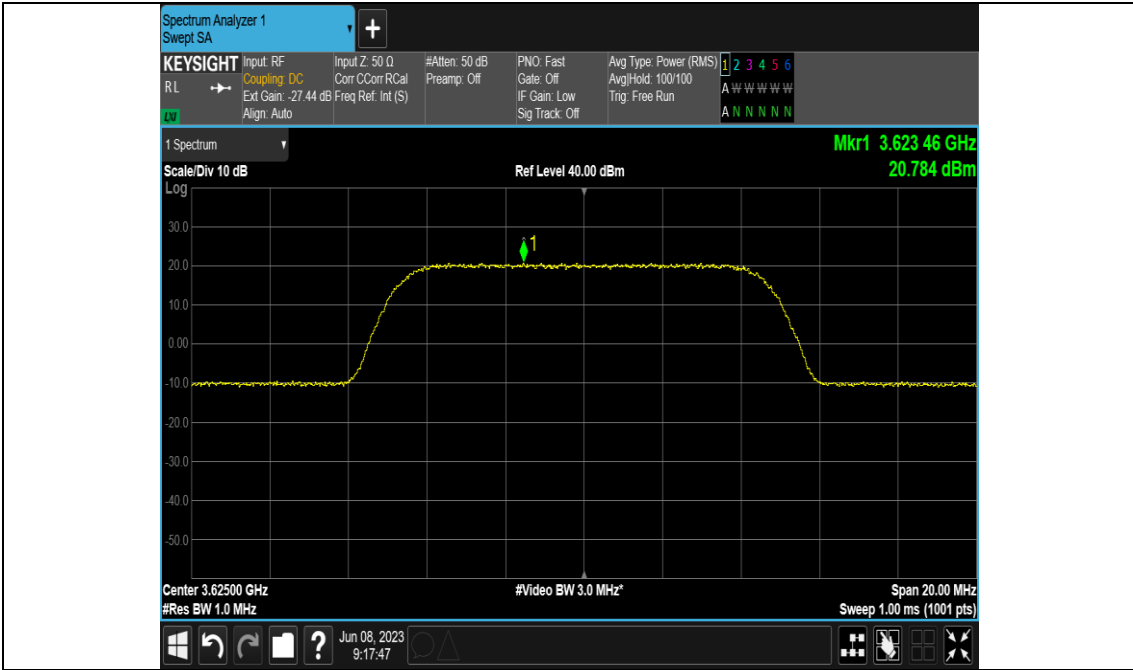 Spectrum Analyzer 1
Swept SA
+
KEYSIGHT
RL
LXI
Input: RF
Coupling: DC
Ext Gain: -27.44 dB
Align: Auto
Input Z: 50 Ω
Corr CCorr RCal
Freq Ref: Int (S)
#Atten: 50 dB
Preamp: Off
PNO: Fast
Gate: Off
IF Gain: Low
Sig Track: Off
Avg Type: Power (RMS)
Avg|Hold: 100/100
Trig: Free Run
1 2 3 4 5 6
A W W W W W
A N N N N N
1 Spectrum
Mkr1 3.623 46 GHz
20.784 dBm
Scale/Div 10 dB
Ref Level 40.00 dBm
Log
30.0
20.0
10.0
0.00
-10.0
-20.0
-30.0
-40.0
-50.0
1
Center 3.62500 GHz
#Video BW 3.0 MHz*
Span 20.00 MHz
#Res BW 1.0 MHz
Sweep 1.00 ms (1001 pts)
?
Jun 08, 2023
9:17:47